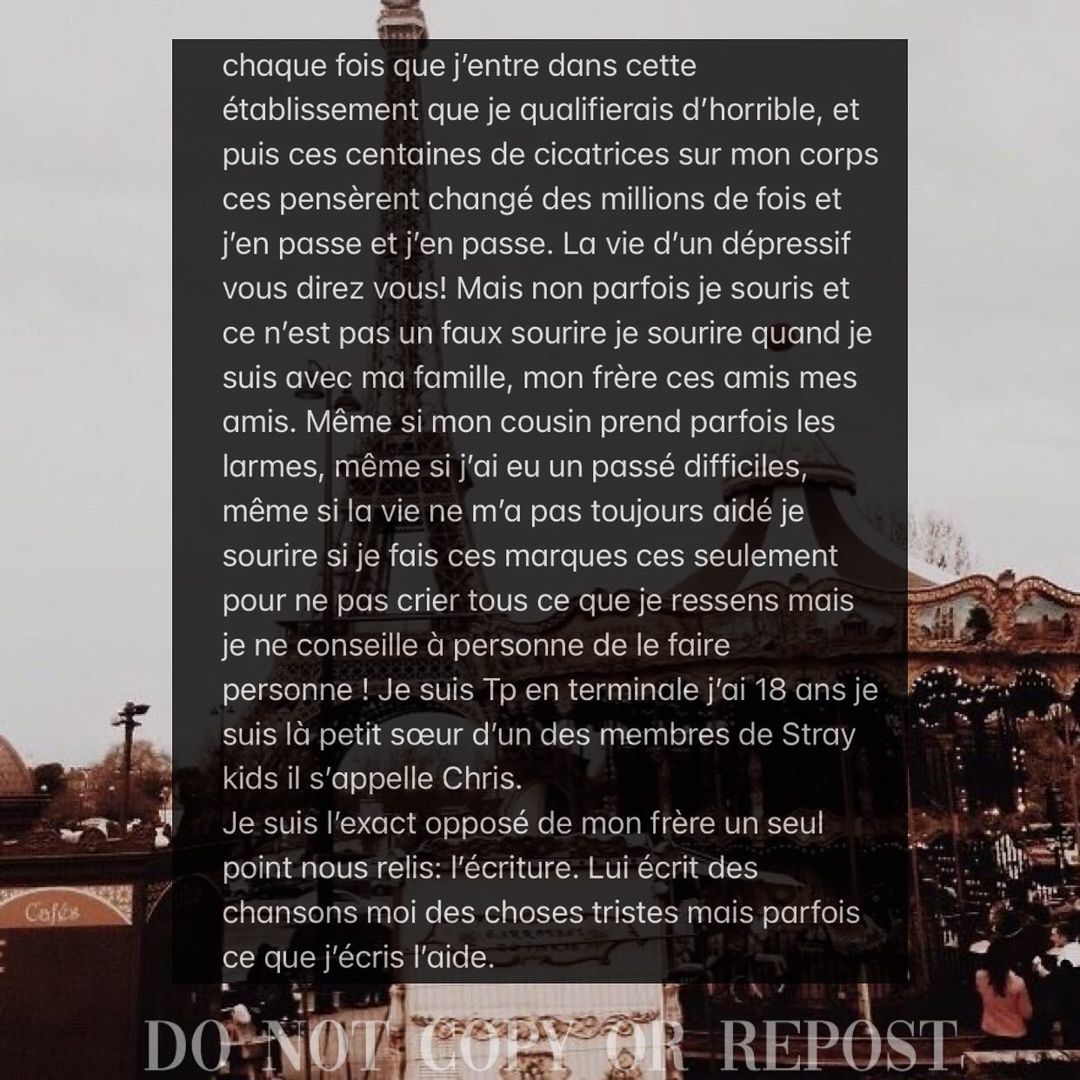 chaque fois que j'entre dans cette
établissement que je qualifierais d'horrible, et
puis ces centaines de cicatrices sur mon corps
ces pensèrent changé des millions de fois et
j'en passe et j'en passe. La vie d'un dépressif
vous direz vous! Mais non parfois je souris et
ce n'est pas un faux sourire je sourire quand je
suis avec ma famille, mon frère ces amis mes
amis. Même si mon cousin prend parfois les
larmes, même si j'ai eu un passé difficiles,
même si la vie ne m'a pas toujours aidé je
sourire si je fais ces marques ces seulement
pour ne pas crier tous ce que je ressens mais
je ne conseille à personne de le faire
personne ! Je suis Tp en terminale j'ai 18 ans je
suis là petit sœur d'un des membres de Stray
kids il s'appelle Chris.
Je suis l'exact opposé de mon frère un seul
point nous relis: l'écriture. Lui écrit des
chansons moi des choses tristes mais parfois
ce que j'écris l'aide.
Cafés
DO NOT COPY OR REPOST